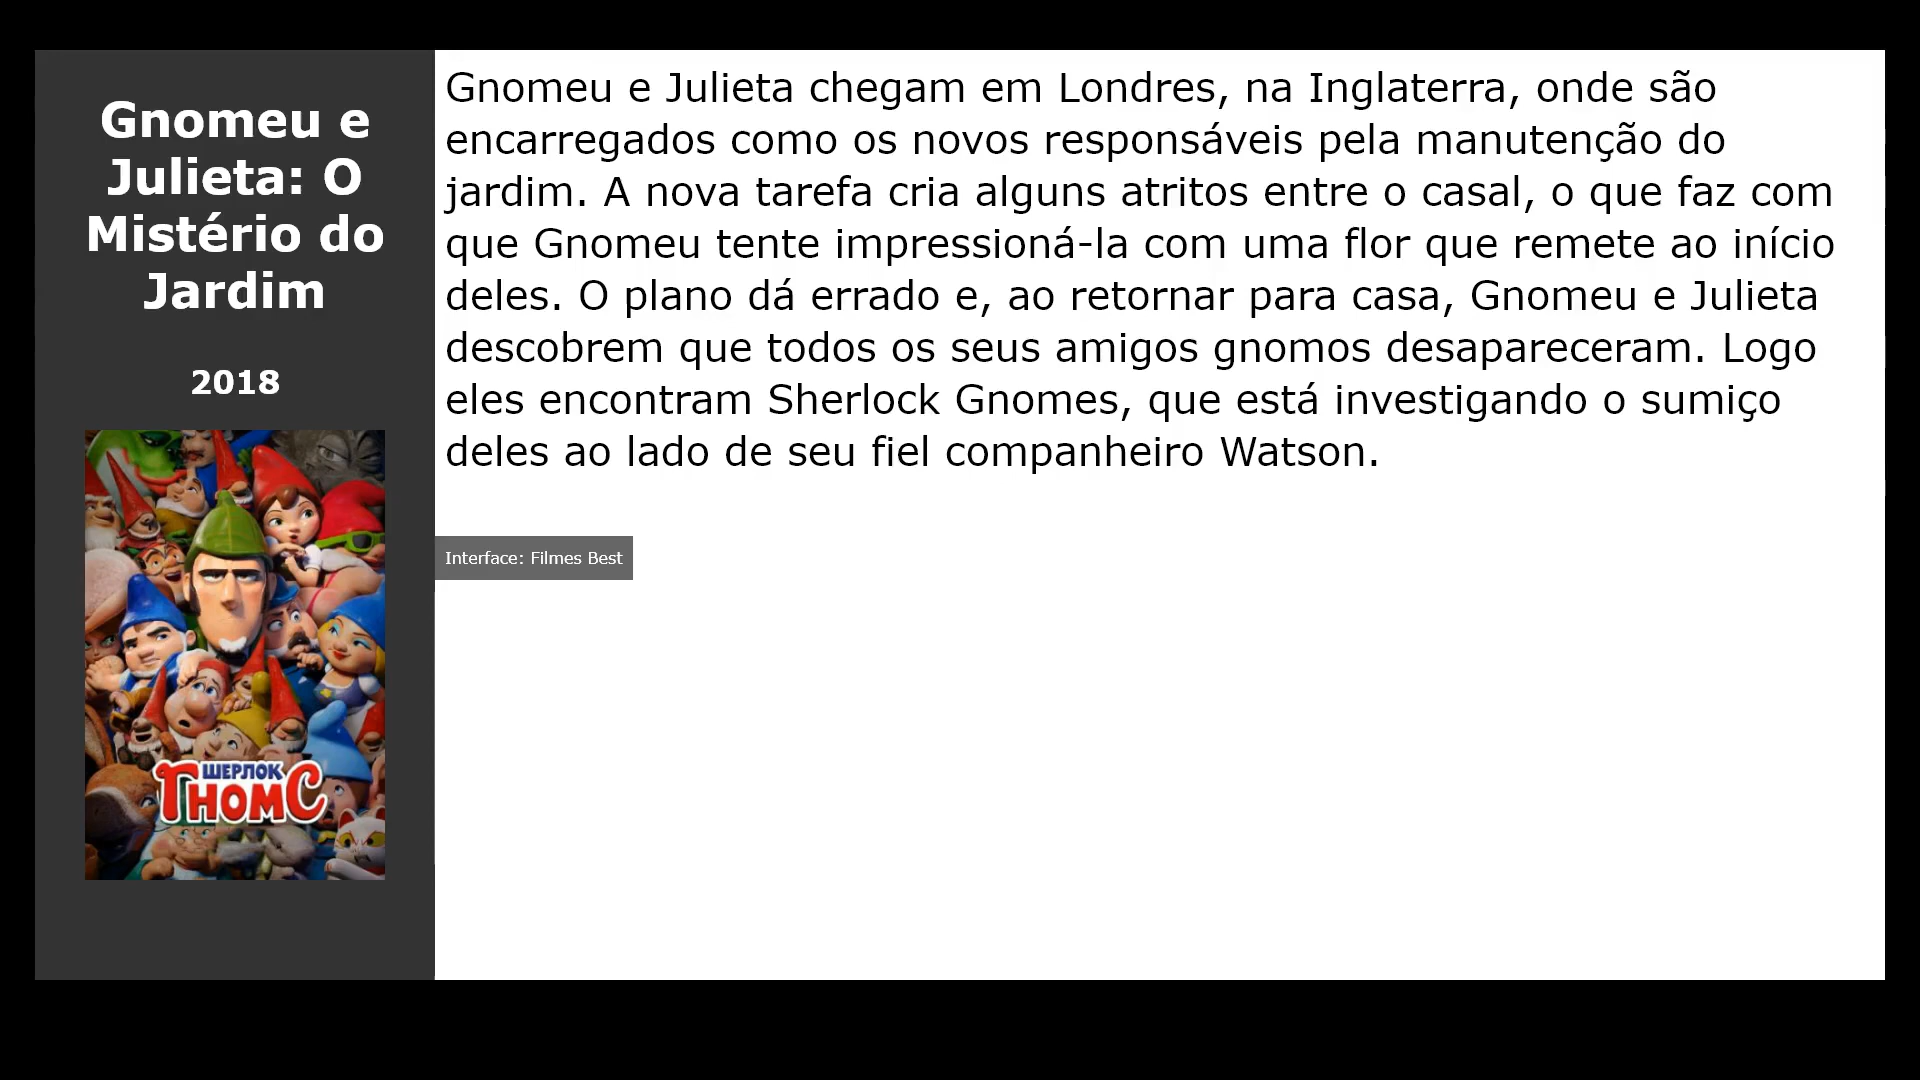 Gnomeu e
Julieta: O
Mistério do
Jardim
2018
ШЕРЛОК
ГНОМС
Gnomeu e Julieta chegam em Londres, na Inglaterra, onde são
encarregados como os novos responsáveis pela manutenção do
jardim. A nova tarefa cria alguns atritos entre o casal, o que faz com
que Gnomeu tente impressioná-la com uma flor que remete ao início
deles. O plano dá errado e, ao retornar para casa, Gnomeu e Julieta
descobrem que todos os seus amigos gnomos desapareceram. Logo
eles encontram Sherlock Gnomes, que está investigando o sumiço
deles ao lado de seu fiel companheiro Watson.
Interface: Filmes Best